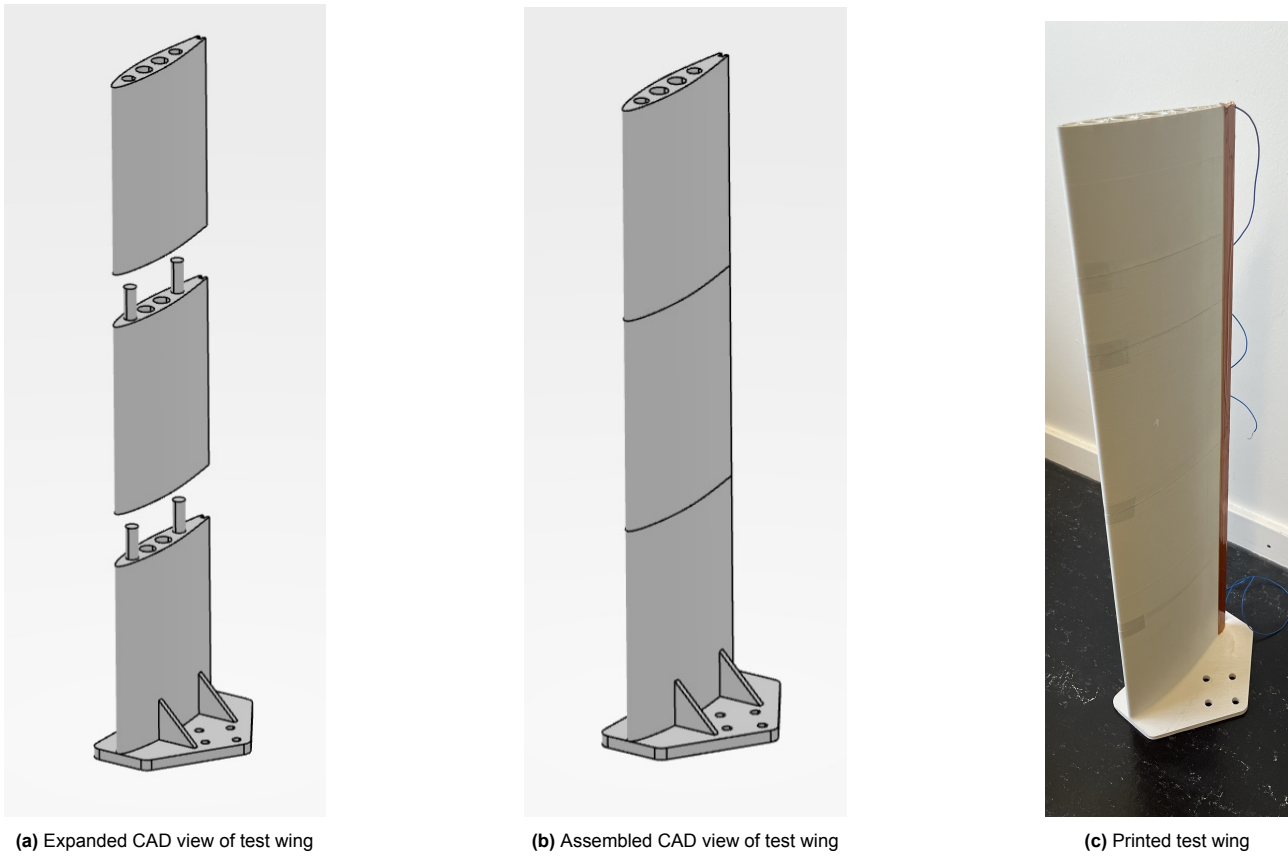 (a) Expanded CAD view of test wing
(b) Assembled CAD view of test wing
(c) Printed test wing